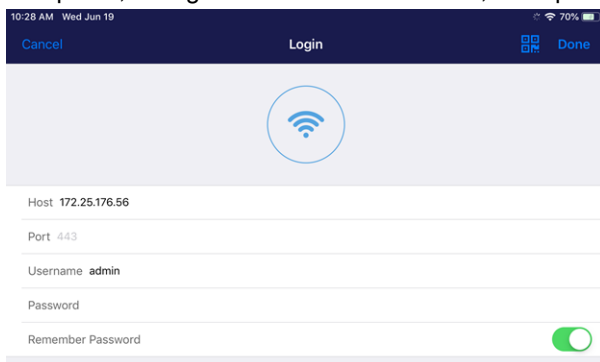 10:28 AM Wed Jun 19 70%
Cancel Login Done
Host 172.25.176.56
Port 443
Username admin
Password
Remember Password